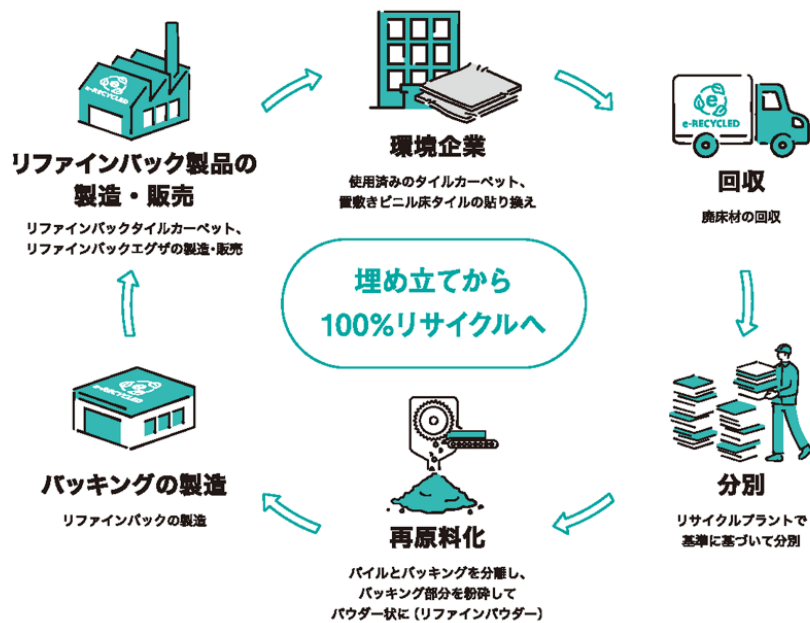 e-RECYCLED
リファインバック製品の
製造・販売
リファインバックタイルカーペット、
リファインバックエグザの製造・販売
環境企業
使用済みのタイルカーペット、
置敷きビニル床タイルの貼り換え
e-RECYCLED
回収
廃床材の回収
埋め立てから
100%リサイクルへ
分別
リサイクルプラントで
基準に基づいて分別
再原料化
パイルとバッキングを分離し、
バッキング部分を粉砕して
パウダー状に(リファインパウダー)
e-RECYCLED
バッキングの製造
リファインバックの製造